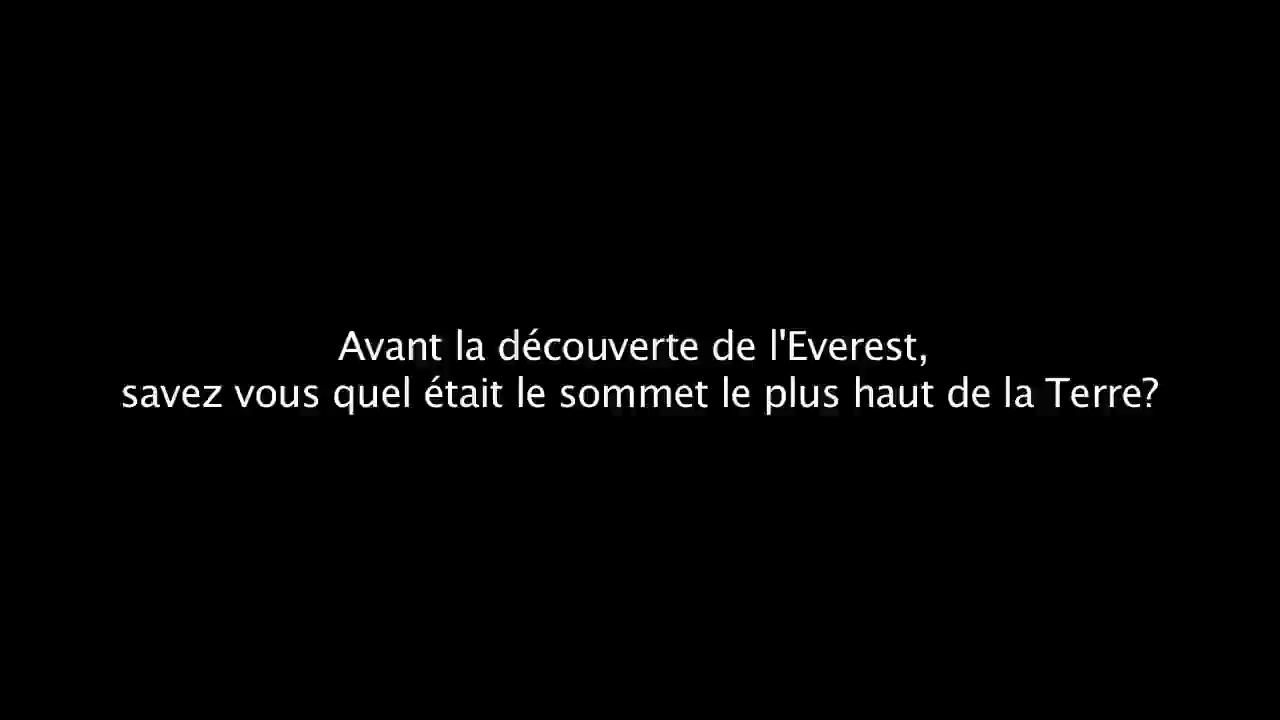 Avant la découverte de l'Everest,
savez vous quel était le sommet le plus haut de la Terre?